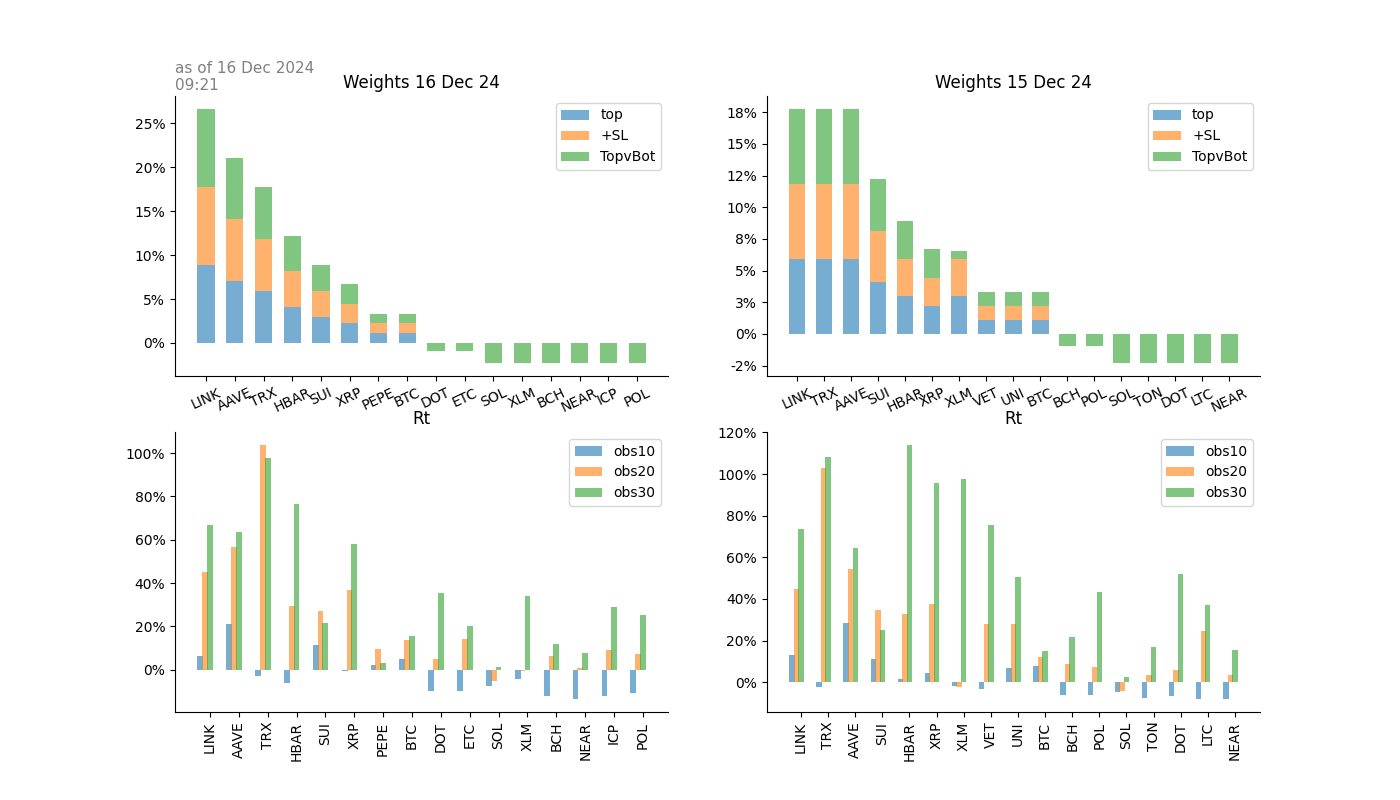 as of 16 Dec 2024
09:21
Weights 16 Dec 24
25%
20%
15%
10%
5%
0%
top
+SL
TopvBot
LINK AAVE TRX HBAR SUI XRP PEPE BTC DOT ETC SOL XLM BCH NEAR ICP POL
Weights 15 Dec 24
18%
15%
12%
10%
8%
5%
3%
0%
-2%
top
+SL
TopvBot
LINK TRX AAVE SUI HBAR XRP XLM VET UNI BTC BCH POL SOL TON DOT LTC NEAR
Rt
100%
80%
60%
40%
20%
0%
obs10
obs20
obs30
LINK AAVE TRX HBAR SUI XRP PEPE BTC DOT ETC SOL XLM BCH NEAR ICP POL
Rt
120%
100%
80%
60%
40%
20%
0%
obs10
obs20
obs30
LINK TRX AAVE SUI HBAR XRP XLM VET UNI BTC BCH POL SOL TON DOT LTC NEAR